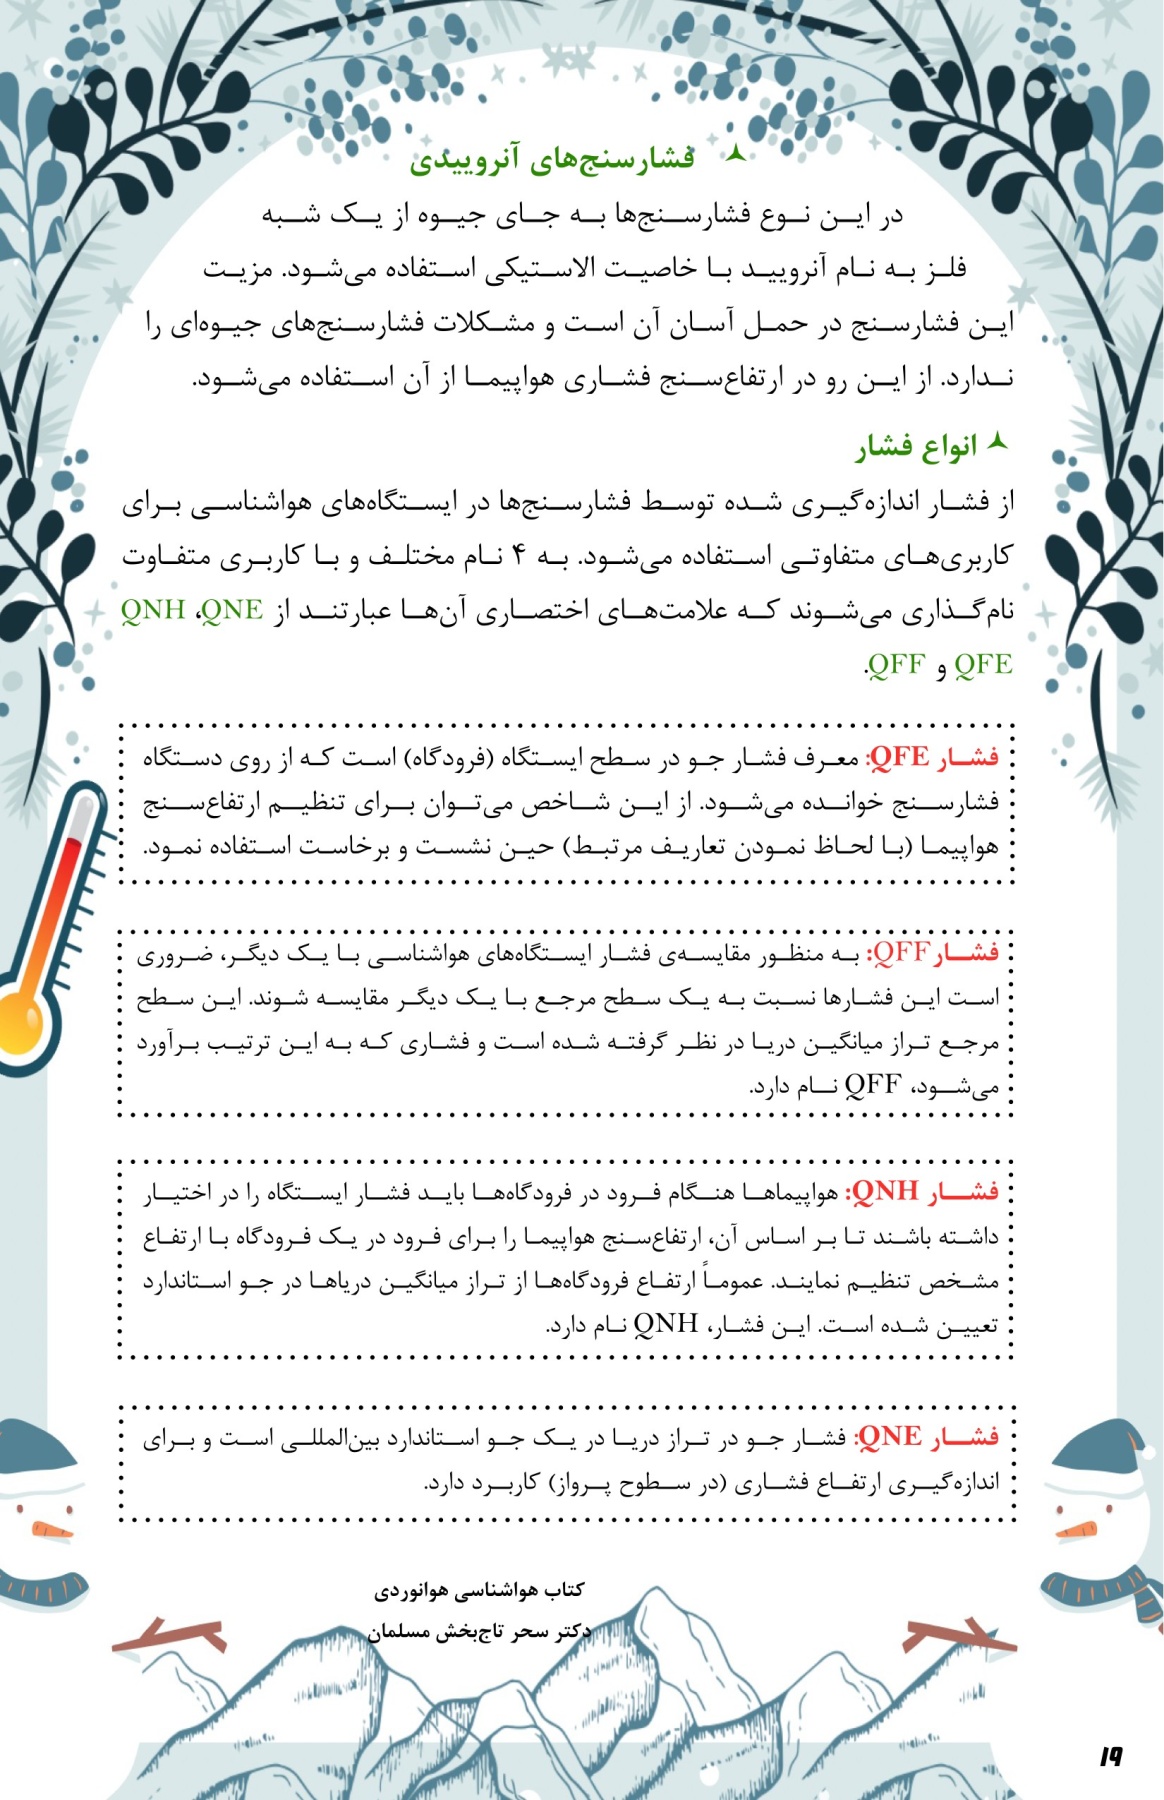 فشارسنج‌های آنروییدی
در این نوع فشارسنج‌ها به جای جیوه از یک شبه
فلز به نام آنرویید با خاصیت الاستیکی استفاده می‌شود. مزیت
این فشارسنج در حمل آسان آن است و مشکلات فشارسنج‌های جیوه‌ای را
ندارد. از این رو در ارتفاع‌سنج فشاری هواپیما از آن استفاده می‌شود.
انواع فشار
از فشار اندازه‌گیری شده توسط فشارسنج‌ها در ایستگاه‌های هواشناسی برای
کاربری‌های متفاوتی استفاده می‌شود. به ۴ نام مختلف و با کاربری متفاوت
نام‌گذاری می‌شوند که علامت‌های اختصاری آن‌ها عبارتند از QNH ،QNE
QFE و QFF.
فشار QFE: معرف فشار جو در سطح ایستگاه (فرودگاه) است که از روی دستگاه
فشارسنج خوانده می‌شود. از این شاخص می‌توان برای تنظیم ارتفاع‌سنج
هواپیما (با لحاظ نمودن تعاریف مرتبط) حین نشست و برخاست استفاده نمود.
فشارQFF: به منظور مقایسه‌ی فشار ایستگاه‌های هواشناسی با یک دیگر، ضروری
است این فشارها نسبت به یک سطح مرجع با یک دیگر مقایسه شوند. این سطح
مرجع تراز میانگین دریا در نظر گرفته شده است و فشاری که به این ترتیب برآورد
می‌شود، QFF نام دارد.
فشار QNH: هواپیماها هنگام فرود در فرودگاه‌ها باید فشار ایستگاه را در اختیار
داشته باشند تا بر اساس آن، ارتفاع‌سنج هواپیما را برای فرود در یک فرودگاه با ارتفاع
مشخص تنظیم نمایند. عموماً ارتفاع فرودگاه‌ها از تراز میانگین دریاها در جو استاندارد
تعیین شده است. این فشار، QNH نام دارد.
فشار QNE: فشار جو در تراز دریا در یک جو استاندارد بین‌المللی است و برای
اندازه‌گیری ارتفاع فشاری (در سطوح پرواز) کاربرد دارد.
کتاب هواشناسی هوانوردی
دکتر سحر تاج‌بخش مسلمان
۱۹